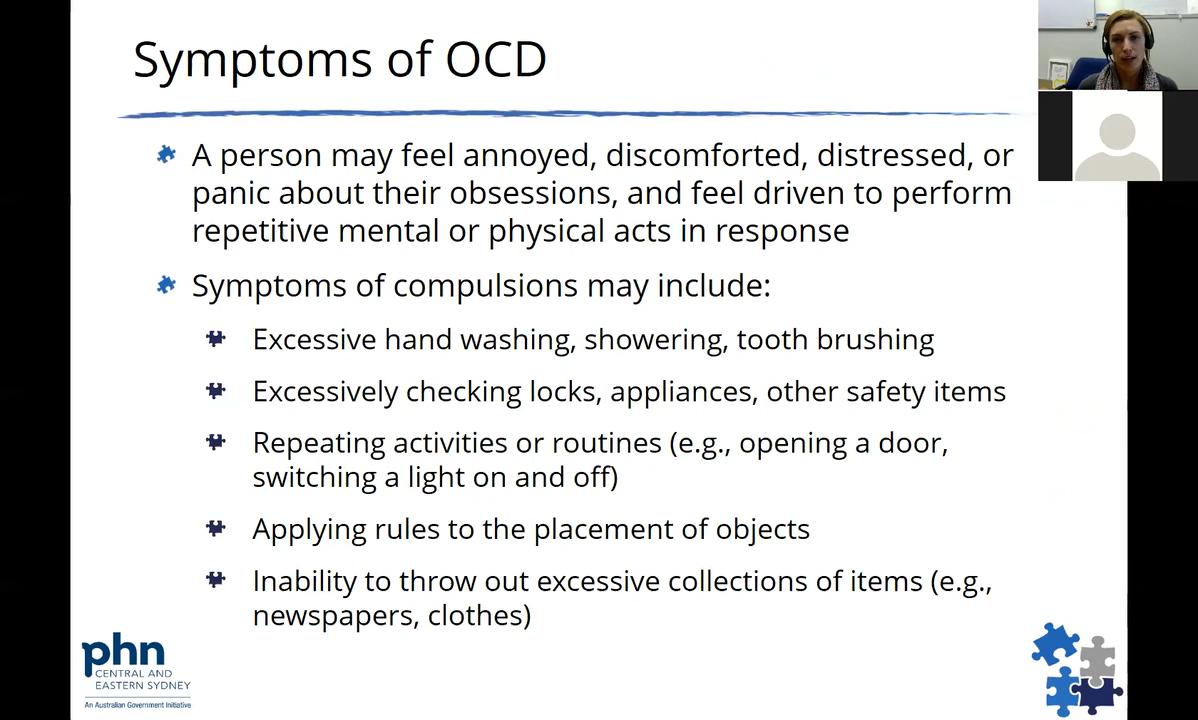 Symptoms of OCD
A person may feel annoyed, discomforted, distressed, or
panic about their obsessions, and feel driven to perform
repetitive mental or physical acts in response
Symptoms of compulsions may include:
Excessive hand washing, showering, tooth brushing
Excessively checking locks, appliances, other safety items
Repeating activities or routines (e.g., opening a door,
switching a light on and off)
Applying rules to the placement of objects
Inability to throw out excessive collections of items (e.g.,
newspapers, clothes)
phn
CENTRAL AND
EASTERN SYDNEY
An Australian Government Initiative